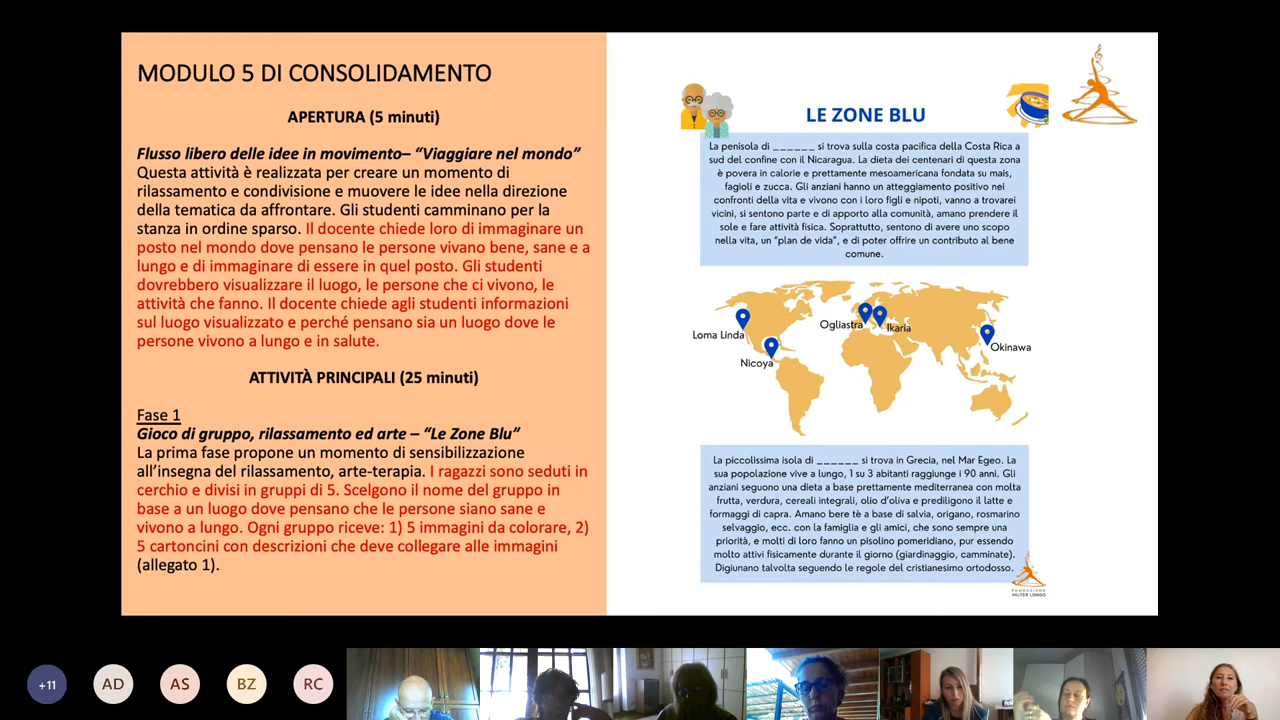 MODULO 5 DI CONSOLIDAMENTO
APERTURA (5 minuti)
Flusso libero delle idee in movimento– “Viaggiare nel mondo”
Questa attività è realizzata per creare un momento di
rilassamento e condivisione e muovere le idee nella direzione
della tematica da affrontare. Gli studenti camminano per la
stanza in ordine sparso. Il docente chiede loro di immaginare un
posto nel mondo dove pensano le persone vivano bene, sane e a
lungo e di immaginare di essere in quel posto. Gli studenti
dovrebbero visualizzare il luogo, le persone che ci vivono, le
attività che fanno. Il docente chiede agli studenti informazioni
sul luogo visualizzato e perché pensano sia un luogo dove le
persone vivono a lungo e in salute.
ATTIVITÀ PRINCIPALI (25 minuti)
Fase 1
Gioco di gruppo, rilassamento ed arte – “Le Zone Blu”
La prima fase propone un momento di sensibilizzazione
all’insegna del rilassamento, arte-terapia. I ragazzi sono seduti in
cerchio e divisi in gruppi di 5. Scelgono il nome del gruppo in
base a un luogo dove pensano che le persone siano sane e
vivono a lungo. Ogni gruppo riceve: 1) 5 immagini da colorare, 2)
5 cartoncini con descrizioni che deve collegare alle immagini
(allegato 1).
LE ZONE BLU
La penisola di ______ si trova sulla costa pacifica della Costa Rica a
sud del confine con il Nicaragua. La dieta dei centenari di questa zona
è povera in calorie e prettamente mesoamericana fondata su mais,
fagioli e zucca. Gli anziani hanno un atteggiamento positivo nei
confronti della vita e vivono con i loro figli e nipoti, vanno a trovarei
vicini, si sentono parte e di apporto alla comunità, amano prendere il
sole e fare attività fisica. Soprattutto, sentono di avere uno scopo
nella vita, un “plan de vida”, e di poter offrire un contributo al bene
comune.
Loma Linda
Nicoya
Ogliastra
Ikaria
Okinawa
La piccolissima isola di ______ si trova in Grecia, nel Mar Egeo. La
sua popolazione vive a lungo, 1 su 3 abitanti raggiunge i 90 anni. Gli
anziani seguono una dieta a base prettamente mediterranea con molta
frutta, verdura, cereali integrali, olio d’oliva e prediligono il latte e
formaggi di capra. Amano bere tè a base di salvia, origano, rosmarino
selvaggio, ecc. con la famiglia e gli amici, che sono sempre una
priorità, e molti di loro fanno un pisolino pomeridiano, pur essendo
molto attivi fisicamente durante il giorno (giardinaggio, camminate).
Digiunano talvolta seguendo le regole del cristianesimo ortodosso.
FONDAZIONE
VALTER LONGO
+11
AD
AS
BZ
RC